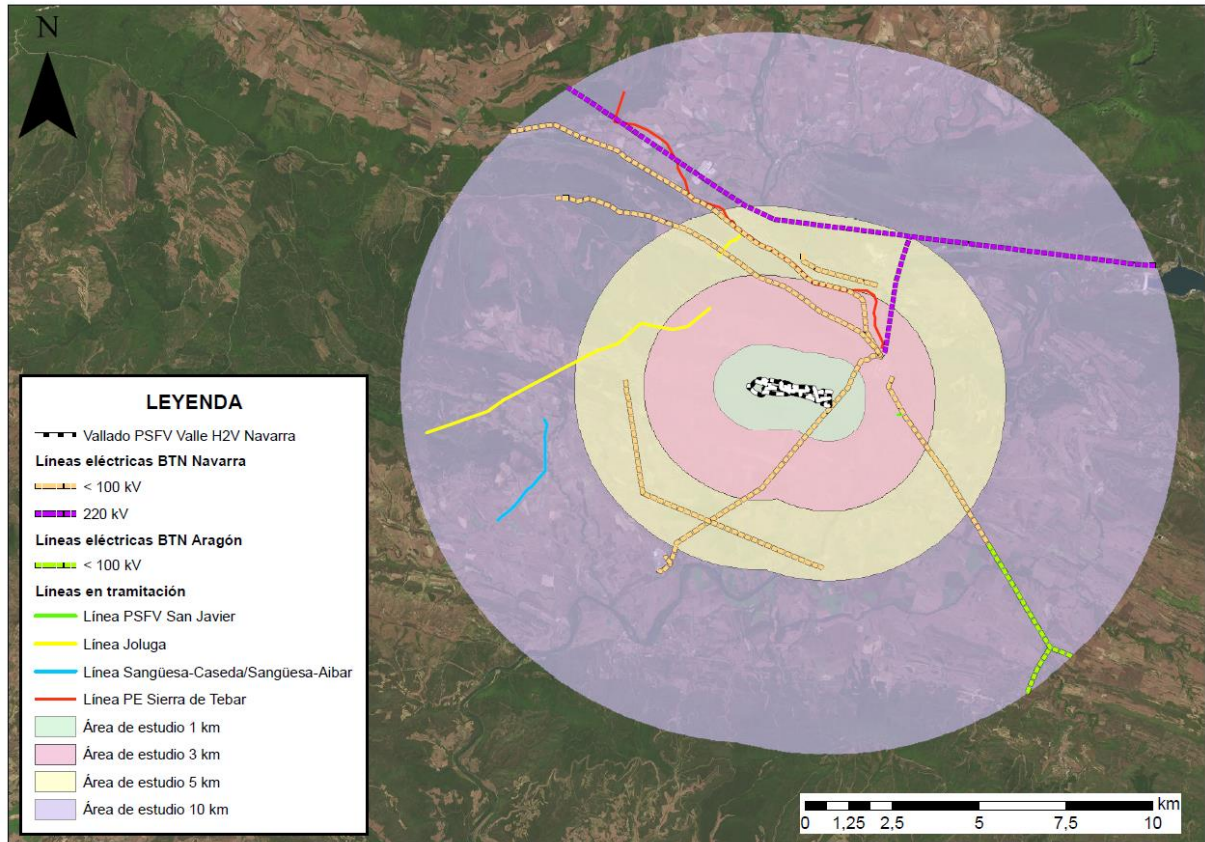 N
LEYENDA
Vallado PSFV Valle H2V Navarra
Líneas eléctricas BTN Navarra
< 100 kV
220 kV
Líneas eléctricas BTN Aragón
< 100 kV
Líneas en tramitación
Línea PSFV San Javier
Línea Joluga
Línea Sangüesa-Caseda/Sangüesa-Aibar
Línea PE Sierra de Tebar
Área de estudio 1 km
Área de estudio 3 km
Área de estudio 5 km
Área de estudio 10 km
km
0 1,25 2,5 5 7,5 10